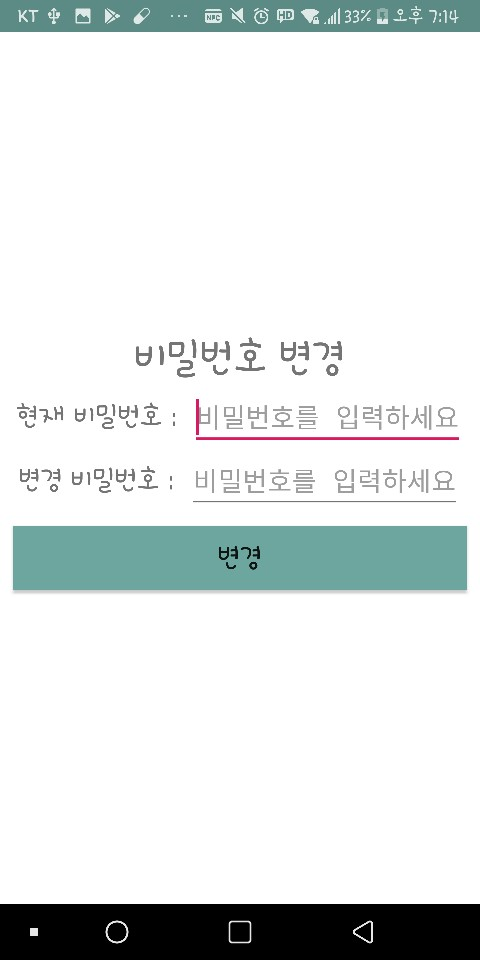 KT ... NFC HD 33% 오후 7:14
비밀번호 변경
현재 비밀번호 : 비밀번호를 입력하세요
변경 비밀번호 : 비밀번호를 입력하세요
변경